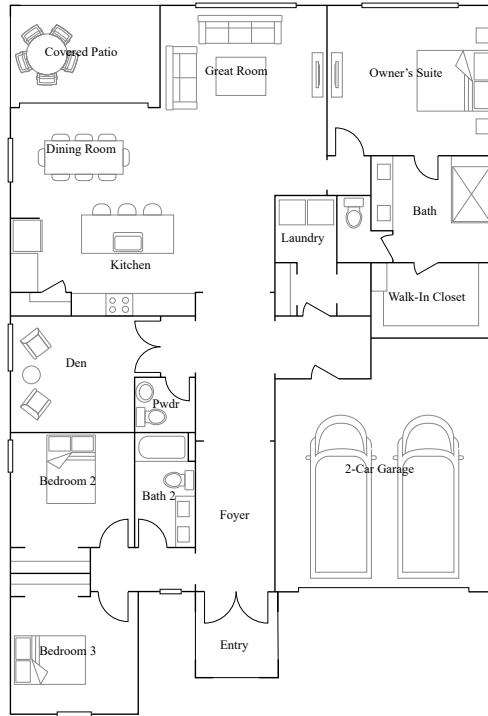 Covered Patio
Great Room
Owner's Suite
Dining Room
Bath
Laundry
Kitchen
Walk-In Closet
Den
Pwdr
2-Car Garage
Bedroom 2
Bath 2
Foyer
Entry
Bedroom 3